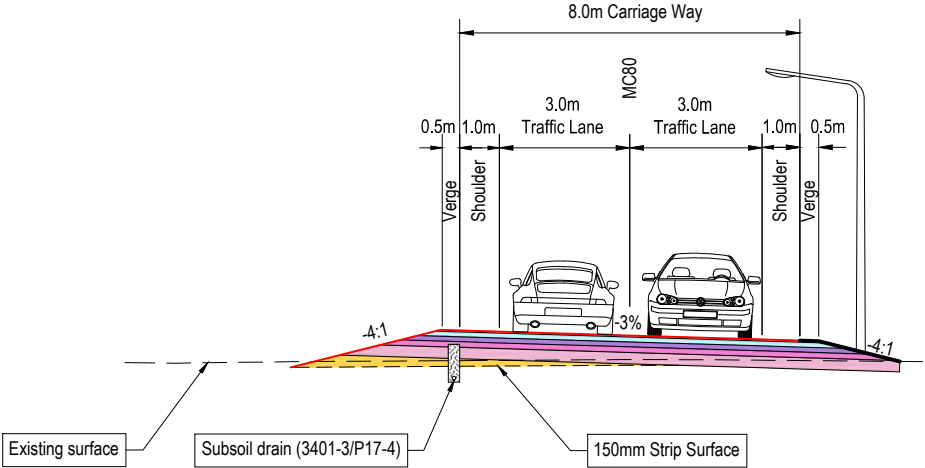 8.0m Carriage Way
MC80
3.0m
Traffic Lane
3.0m
Traffic Lane
0.5m
1.0m
1.0m
0.5m
Verge
Shoulder
Shoulder
Verge
-4:1
-3%
-4:1
Existing surface
Subsoil drain (3401-3/P17-4)
150mm Strip Surface